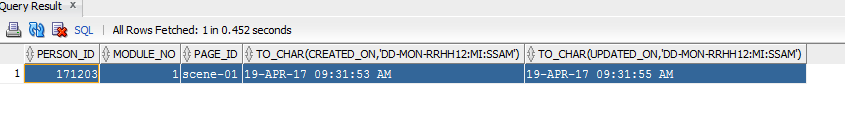 Query Result ×
SQL | All Rows Fetched: 1 in 0.452 seconds
PERSON_ID MODULE_NO PAGE_ID TO_CHAR(CREATED_ON,'DD-MON-RRHH12:MI:SSAM') TO_CHAR(UPDATED_ON,'DD-MON-RRHH12:MI:SSAM')
1 171203 1 scene-01 19-APR-17 09:31:53 AM 19-APR-17 09:31:55 AM